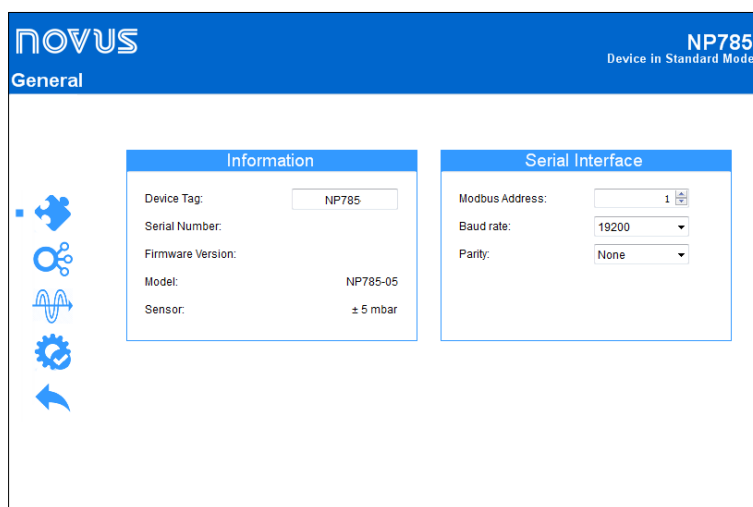 NOVUS
NP785
Device in Standard Mode
General
Information
Device Tag: NP785
Serial Number:
Firmware Version:
Model: NP785-05
Sensor: ± 5 mbar
Serial Interface
Modbus Address: 1
Baud rate: 19200
Parity: None